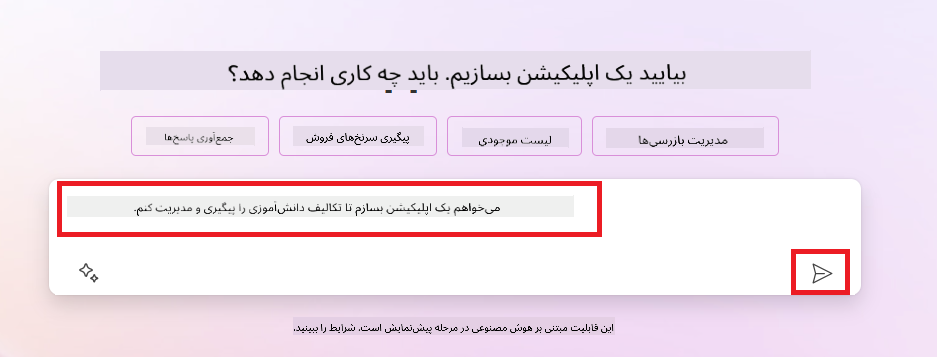 بیایید یک اپلیکیشن بسازیم. باید چه کاری انجام دهد؟
مدیریت بازرسی‌ها
لیست موجودی
پیگیری سرنخ‌های فروش
جمع‌آوری پاسخ‌ها
می‌خواهم یک اپلیکیشن بسازم تا تکالیف دانش‌آموزی را پیگیری و مدیریت کنم.
این قابلیت مبتنی بر هوش مصنوعی در مرحله پیش‌نمایش است. شرایط را ببینید.